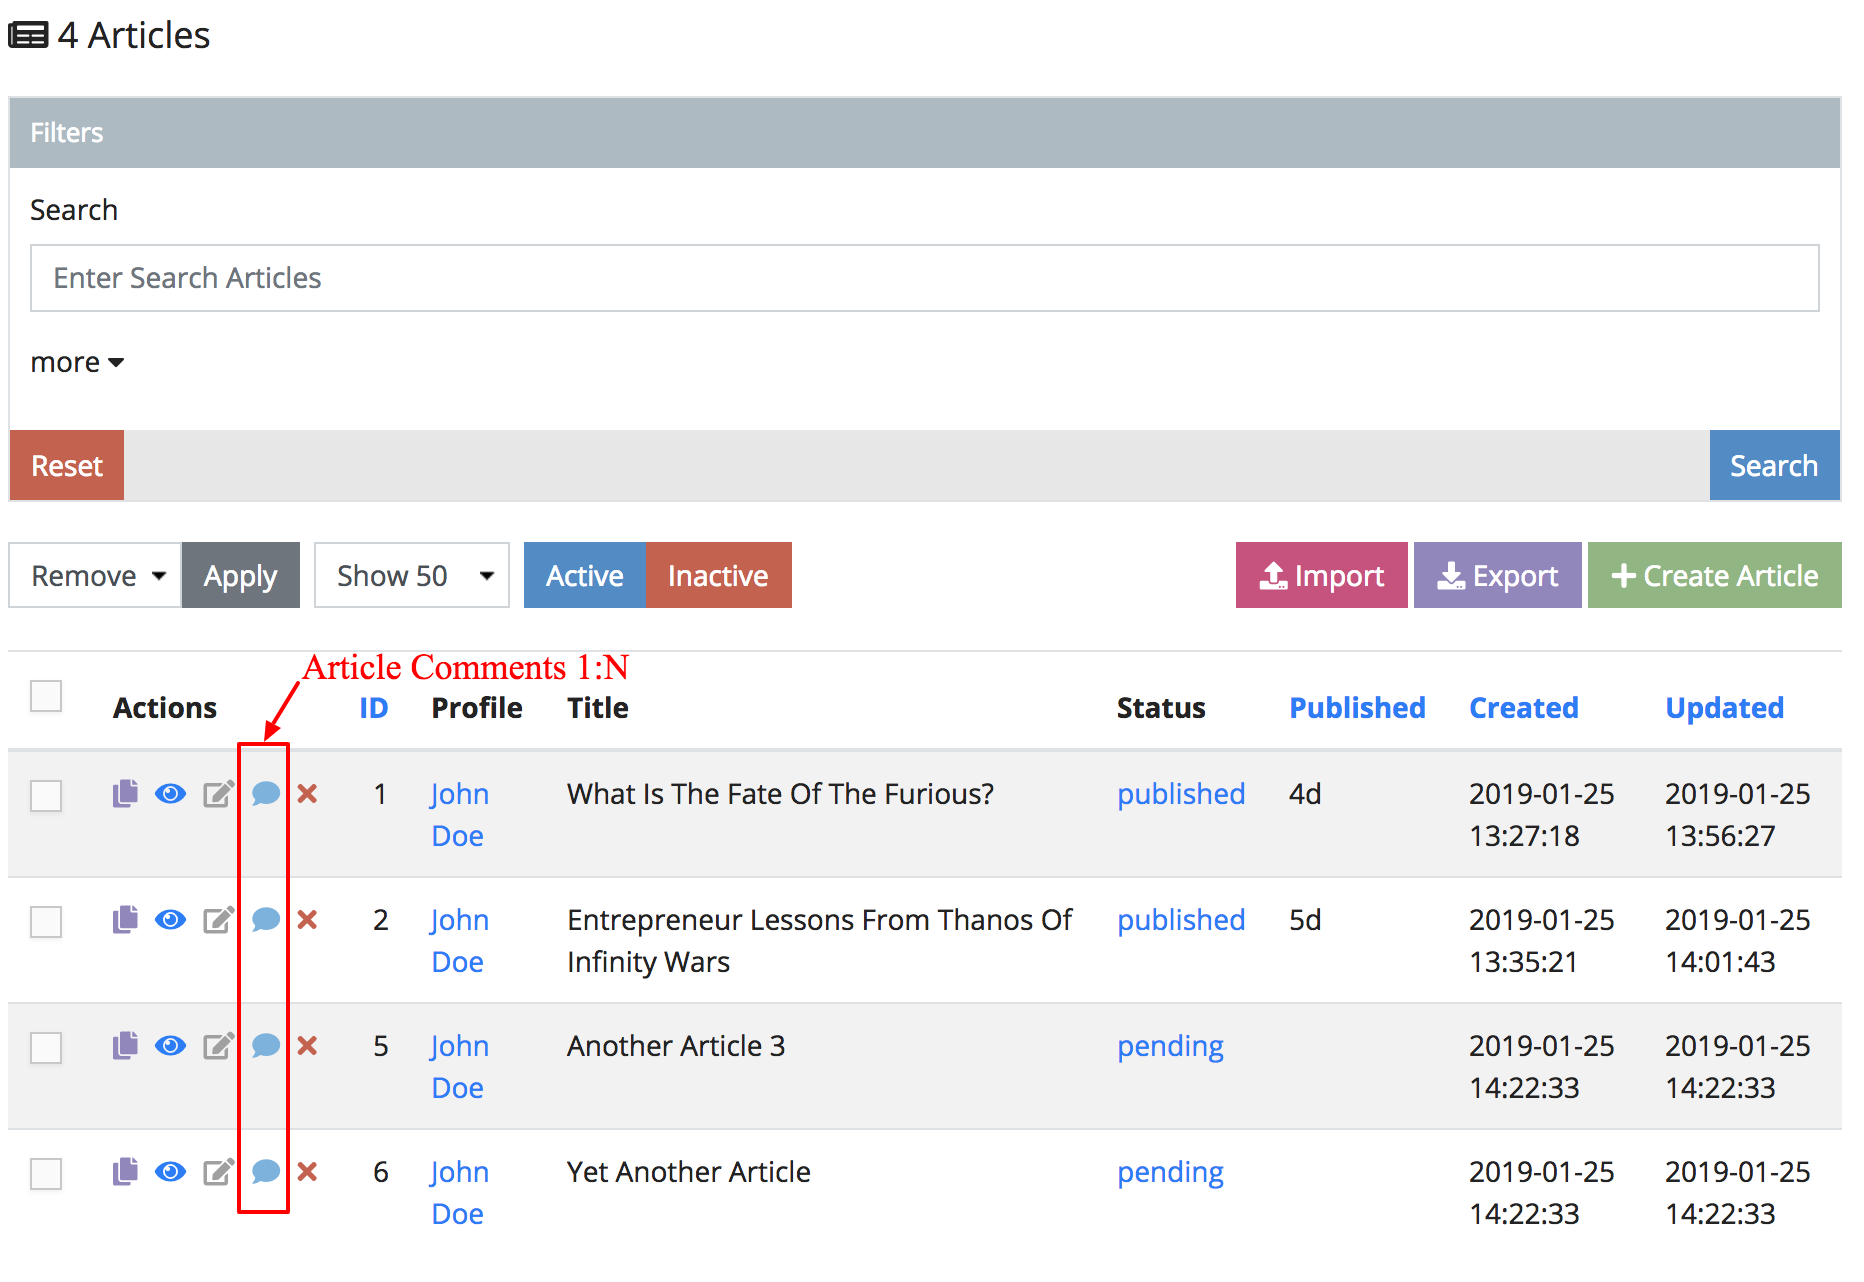 4 Articles
Filters
Search
Enter Search Articles
more
Reset
Search
Remove
Apply
Show 50
Active
Inactive
Import
Export
Create Article
Article Comments 1:N
Actions ID Profile Title Status Published Created Updated
1 John What Is The Fate Of The Furious? published 4d 2019-01-25 2019-01-25
Doe 13:27:18 13:56:27
2 John Entrepreneur Lessons From Thanos Of published 5d 2019-01-25 2019-01-25
Doe Infinity Wars 13:35:21 14:01:43
5 John Another Article 3 pending 2019-01-25 2019-01-25
Doe 14:22:33 14:22:33
6 John Yet Another Article pending 2019-01-25 2019-01-25
Doe 14:22:33 14:22:33